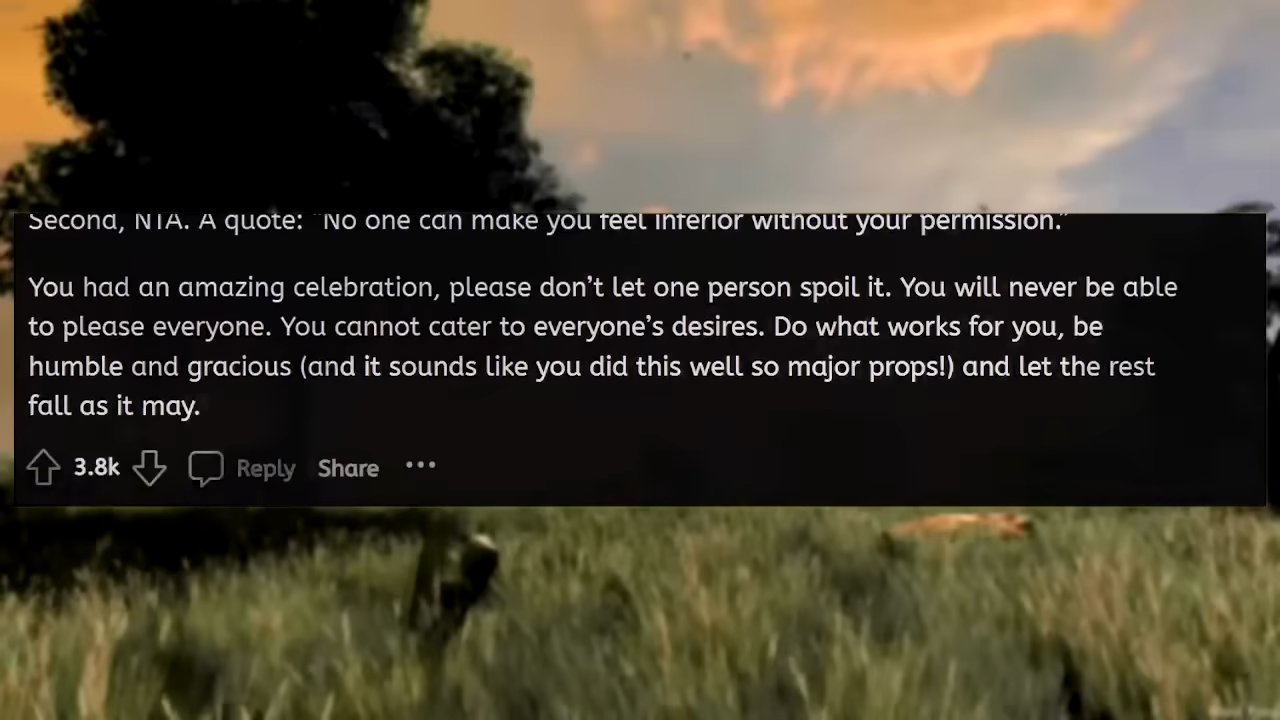 Second, NTA. A quote: “No one can make you feel inferior without your permission.”
You had an amazing celebration, please don’t let one person spoil it. You will never be able
to please everyone. You cannot cater to everyone’s desires. Do what works for you, be
humble and gracious (and it sounds like you did this well so major props!) and let the rest
fall as it may.
3.8k Reply Share